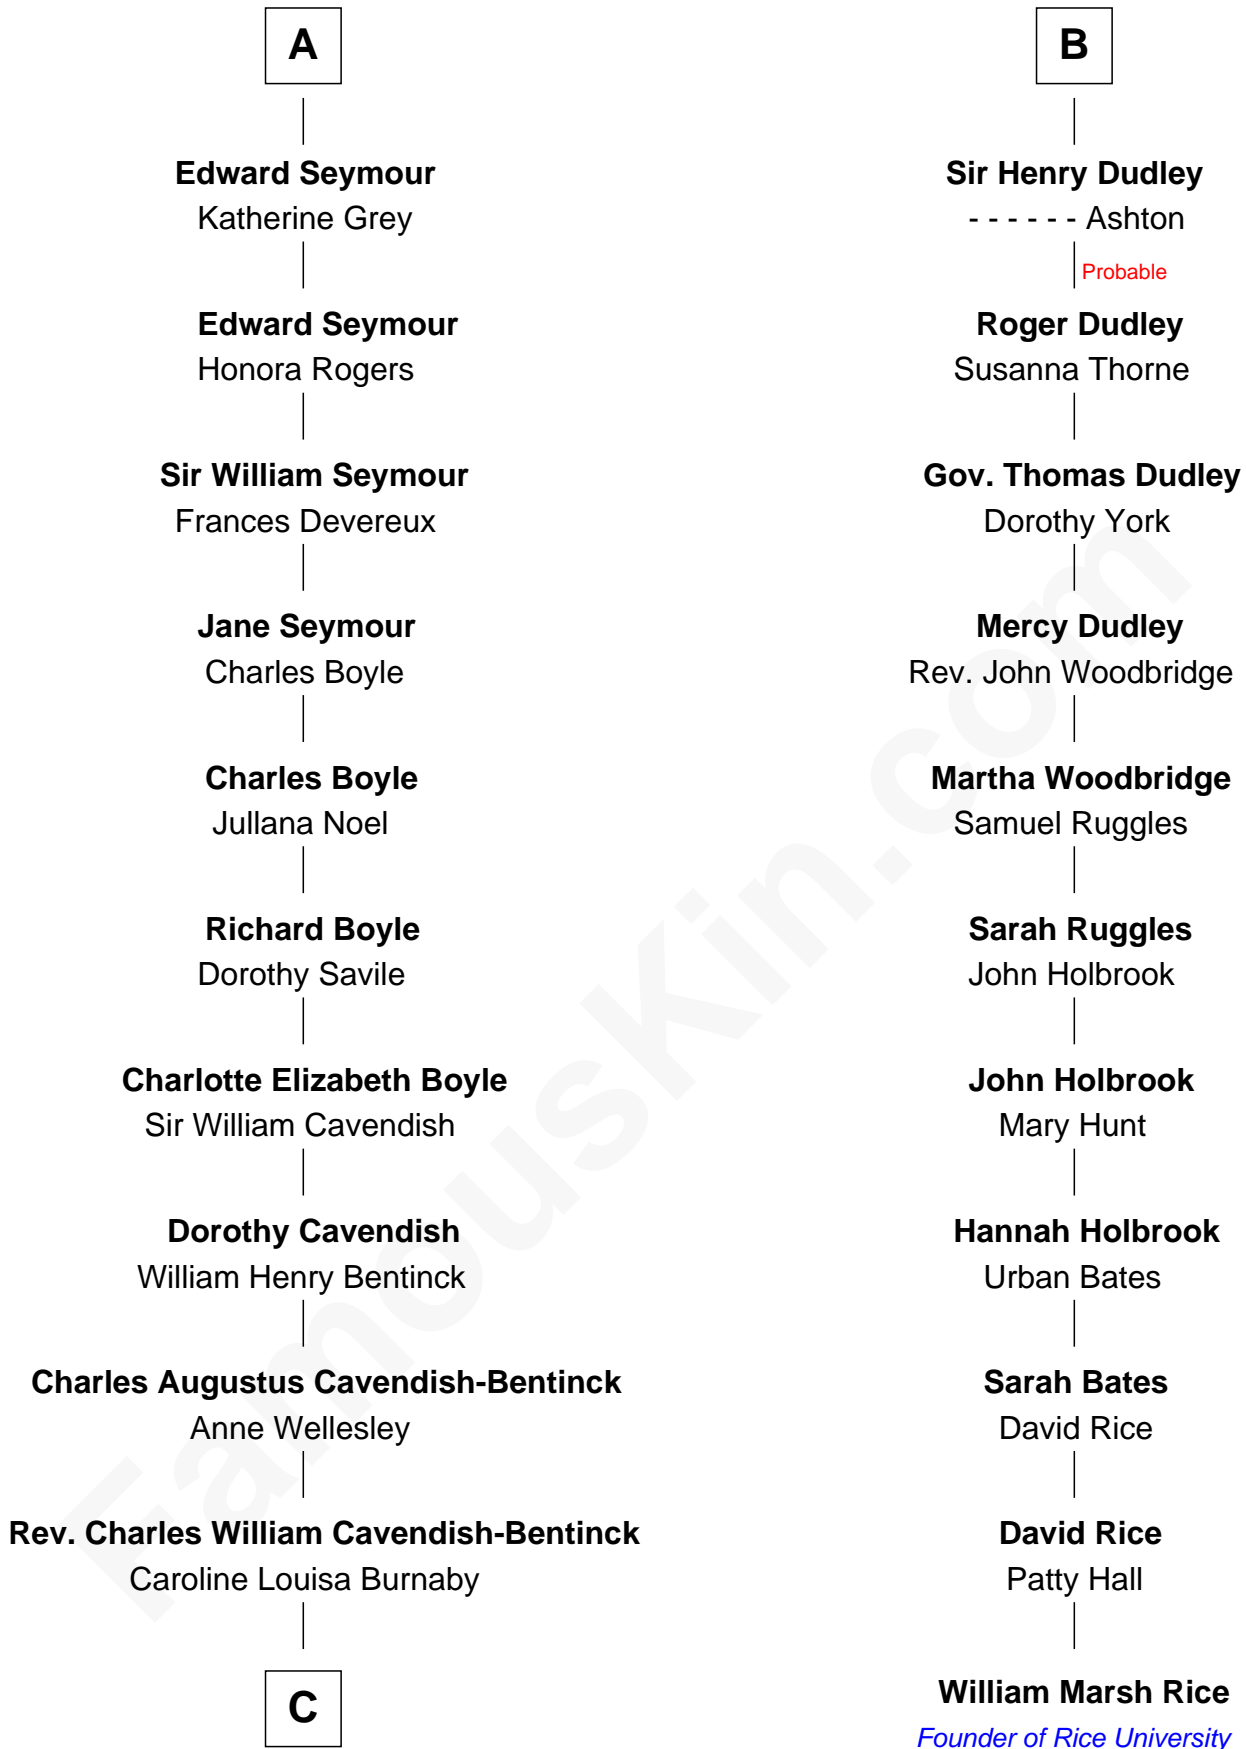 A
Edward Seymour
Katherine Grey
Edward Seymour
Honora Rogers
Sir William Seymour
Frances Devereux
Jane Seymour
Charles Boyle
Charles Boyle
Jullana Noel
Richard Boyle
Dorothy Savile
Charlotte Elizabeth Boyle
Sir William Cavendish
Dorothy Cavendish
William Henry Bentinck
Charles Augustus Cavendish-Bentinck
Anne Wellesley
Rev. Charles William Cavendish-Bentinck
Caroline Louisa Burnaby
C
B
Sir Henry Dudley
- - - - - - Ashton
Probable
Roger Dudley
Susanna Thorne
Gov. Thomas Dudley
Dorothy York
Mercy Dudley
Rev. John Woodbridge
Martha Woodbridge
Samuel Ruggles
Sarah Ruggles
John Holbrook
John Holbrook
Mary Hunt
Hannah Holbrook
Urban Bates
Sarah Bates
David Rice
David Rice
Patty Hall
William Marsh Rice
Founder of Rice University
FamousKin.com